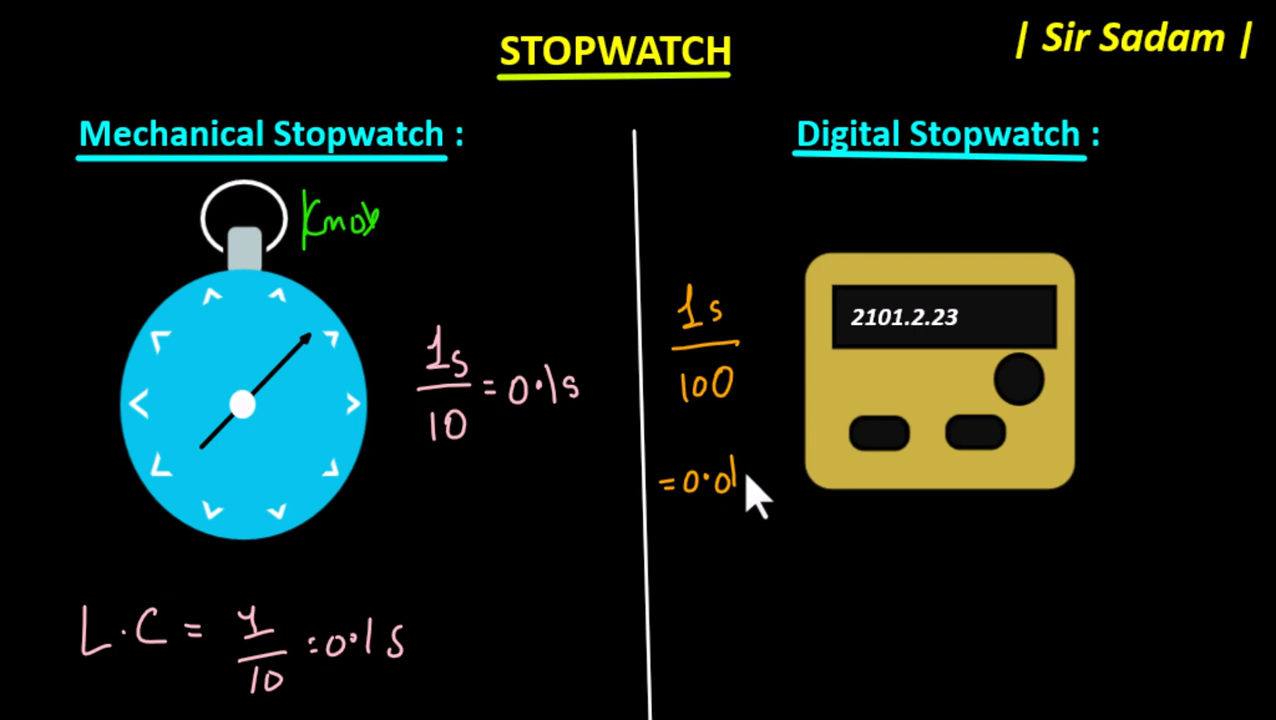 STOPWATCH
| Sir Sadam |
Mechanical Stopwatch :
Knob
1s
10
= 0.1s
L.C = 1
10
= 0.1 s
Digital Stopwatch :
2101.2.23
1s
100
= 0.01